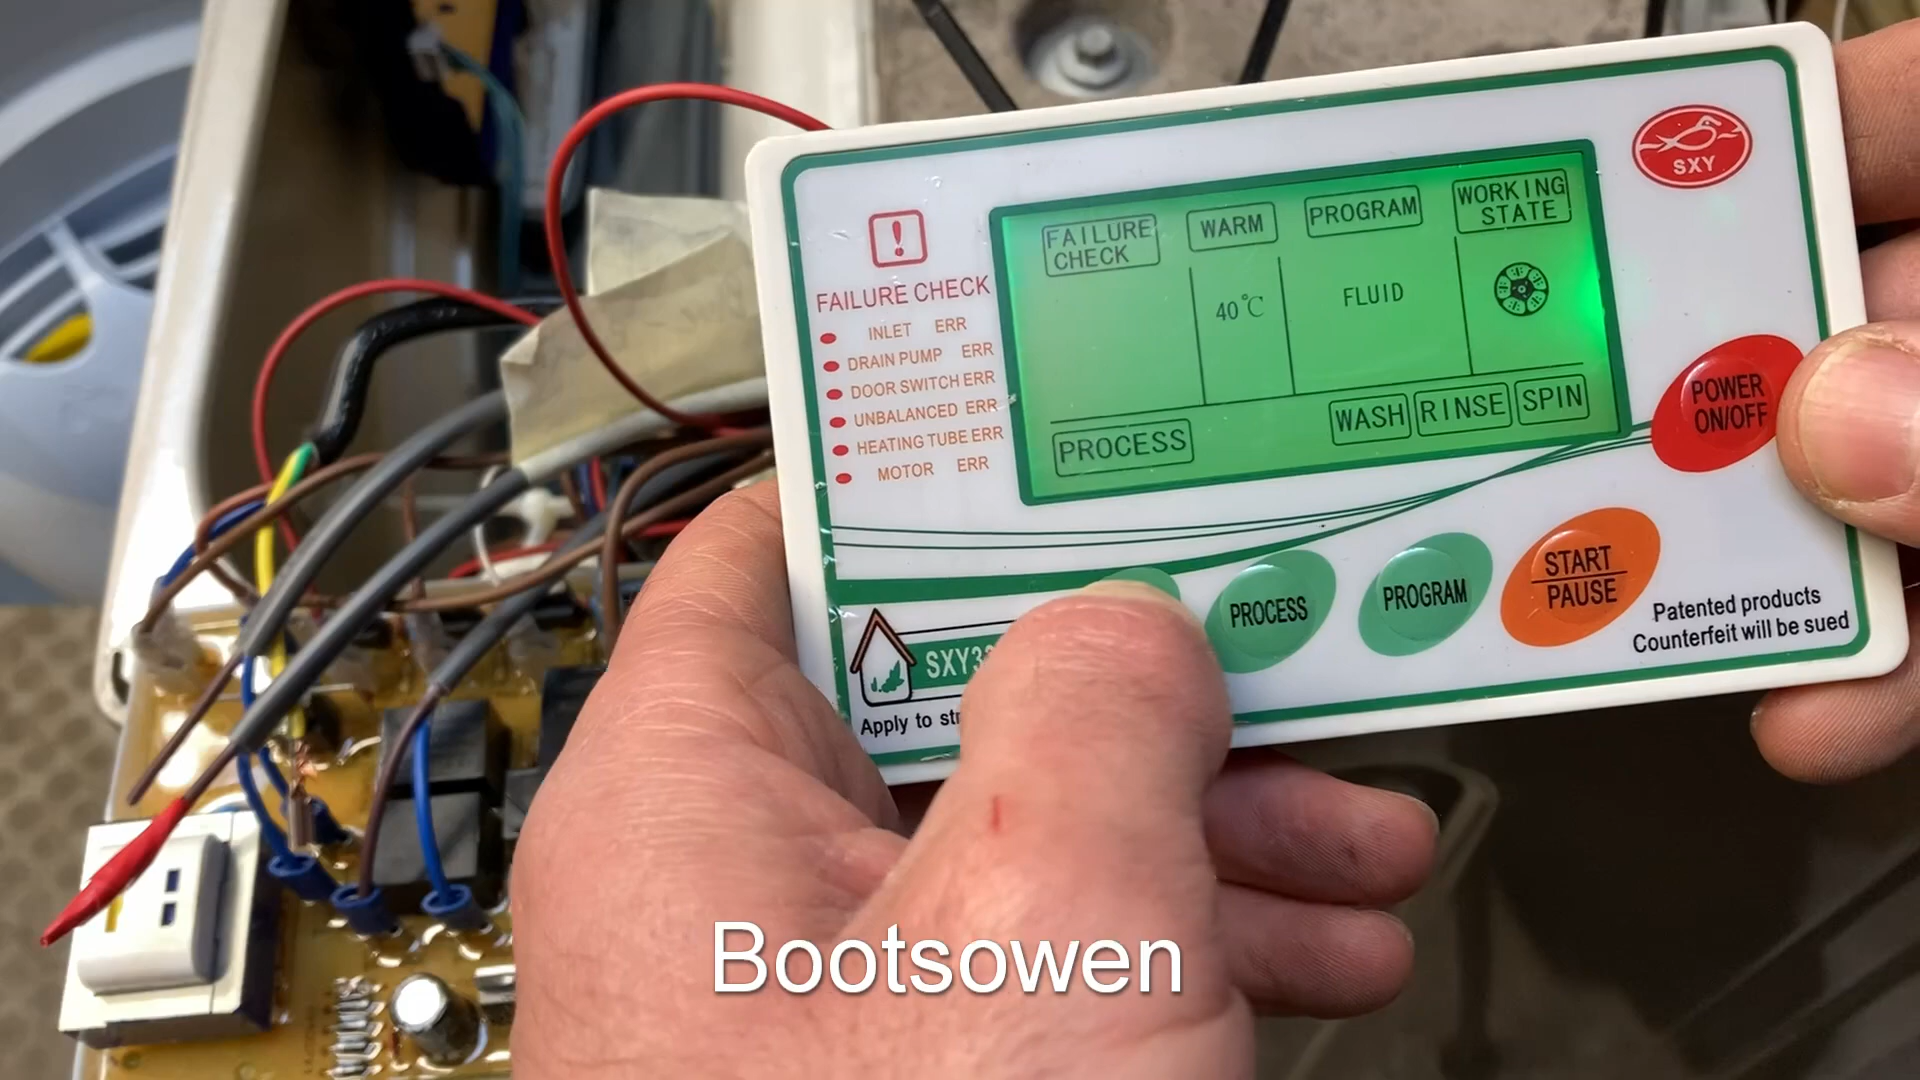 SXY
FAILURE CHECK
INLET ERR
DRAIN PUMP ERR
DOOR SWITCH ERR
UNBALANCED ERR
HEATING TUBE ERR
MOTOR ERR
FAILURE
CHECK
WARM
PROGRAM
WORKING
STATE
40°C
FLUID
PROCESS
WASH RINSE SPIN
POWER
ON/OFF
PROCESS
PROGRAM
START
PAUSE
Patented products
Counterfeit will be sued
Apply to
Bootsowen